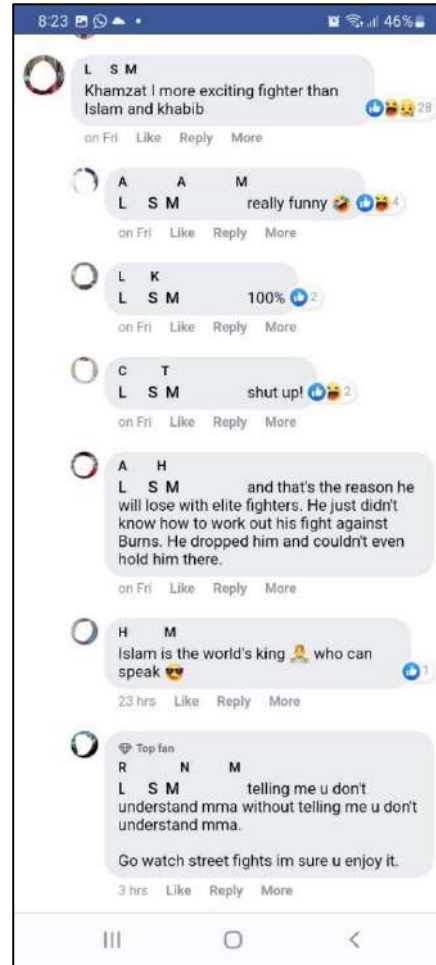 8:23 46%
L S M
Khamzat I more exciting fighter than
Islam and khabib
28
on Fri Like Reply More
A A M
L S M really funny 🤣 4
on Fri Like Reply More
L K
L S M 100% 2
on Fri Like Reply More
C T
L S M shut up! 2
on Fri Like Reply More
A H
L S M and that's the reason he
will lose with elite fighters. He just didn't
know how to work out his fight against
Burns. He dropped him and couldn't even
hold him there.
on Fri Like Reply More
H M
Islam is the world's king 🤼 who can
speak 😎 1
23 hrs Like Reply More
Top fan
R N M
L S M telling me u don't
understand mma without telling me u don't
understand mma.
Go watch street fights im sure u enjoy it.
3 hrs Like Reply More